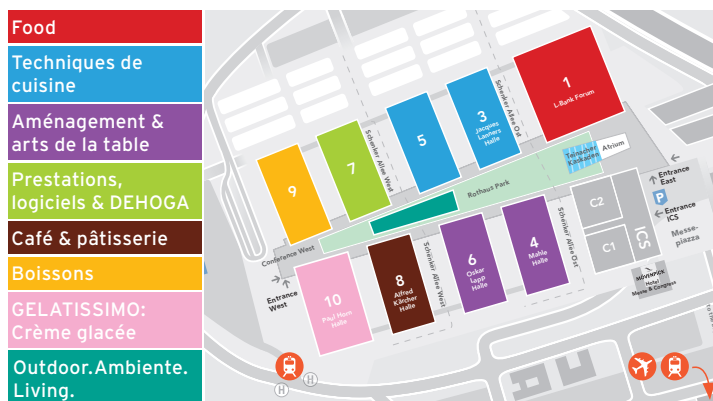 Food
Techniques de
cuisine
Aménagement &
arts de la table
Prestations,
logiciels & DEHOGA
Café & pâtisserie
Boissons
GELATISSIMO:
Crème glacée
Outdoor.Ambiente.
Living.
1
L-Bank Forum
3
Jacques
Lanners
Halle
5
7
9
Schenker Allee Ost
Schenker Allee West
Teinacher
Kaskaden
Atrium
Rothaus Park
Conference West
Entrance
West
Entrance
East
P
Entrance
ICS
Messe-
piazza
C2
C1
ICS
MÖVENPICK
Hotel
Messe & Congress
4
Mahle
Halle
6
Oskar
Lapp
Halle
8
Alfred
Kärcher
Halle
10
Paul Horn
Halle
Schenker Allee West
Schenker Allee Ost
H
H